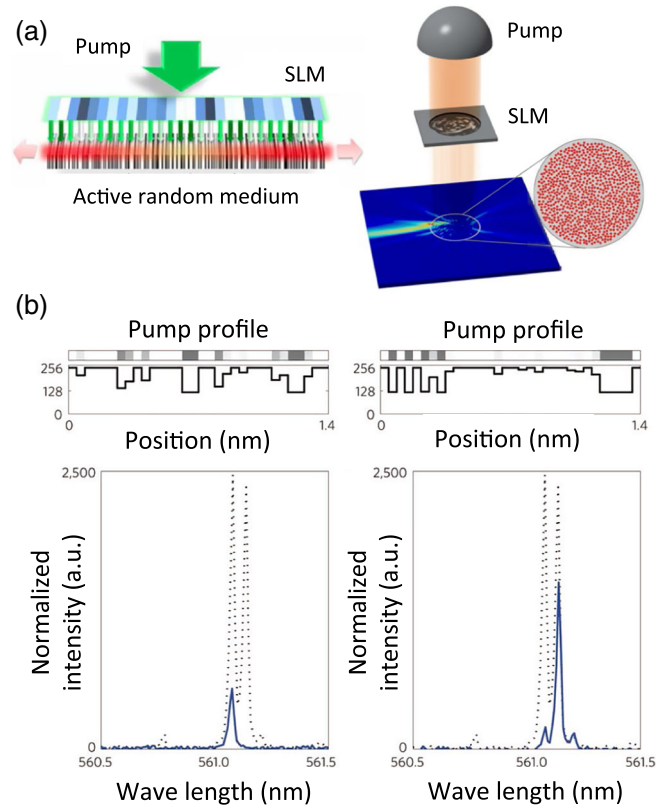 (a)
Pump
SLM
Active random medium
Pump
SLM
(b)
Pump profile
256
128
0
0
1.4
Position (nm)
Pump profile
256
128
0
0
1.4
Position (nm)
2,500
Normalized
intensity (a.u.)
0
560.5
561.0
561.5
Wave length (nm)
2,500
Normalized
intensity (a.u.)
0
560.5
561.0
561.5
Wave length (nm)